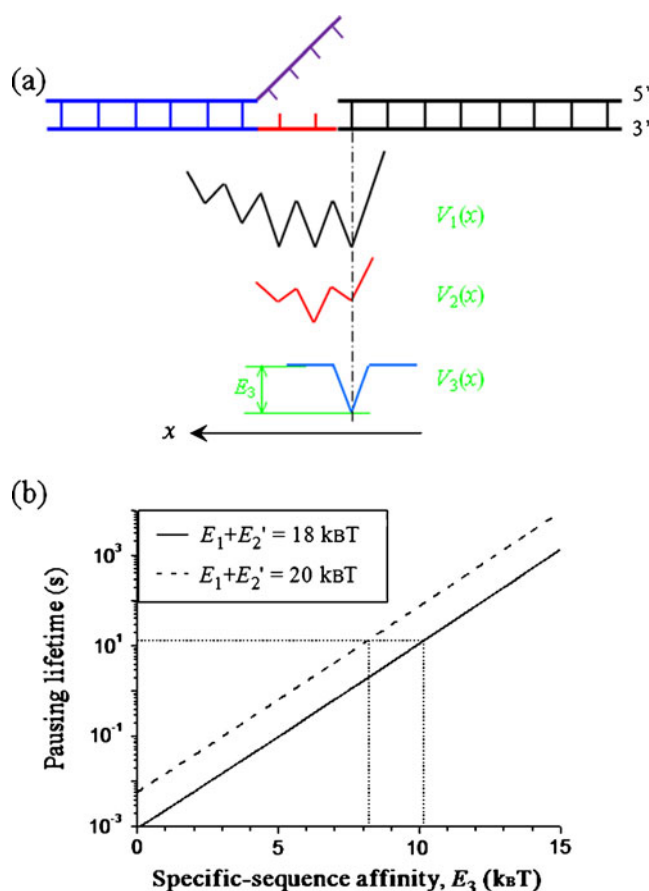 (a)
5'
3'
V₁(x)
V₂(x)
E₃
V₃(x)
x
(b)
E₁+E₂' = 18 kBT
E₁+E₂' = 20 kBT
Pausing lifetime (s)
10³
10¹
10⁻¹
10⁻³
0 5 10 15
Specific-sequence affinity, E₃ (kBT)